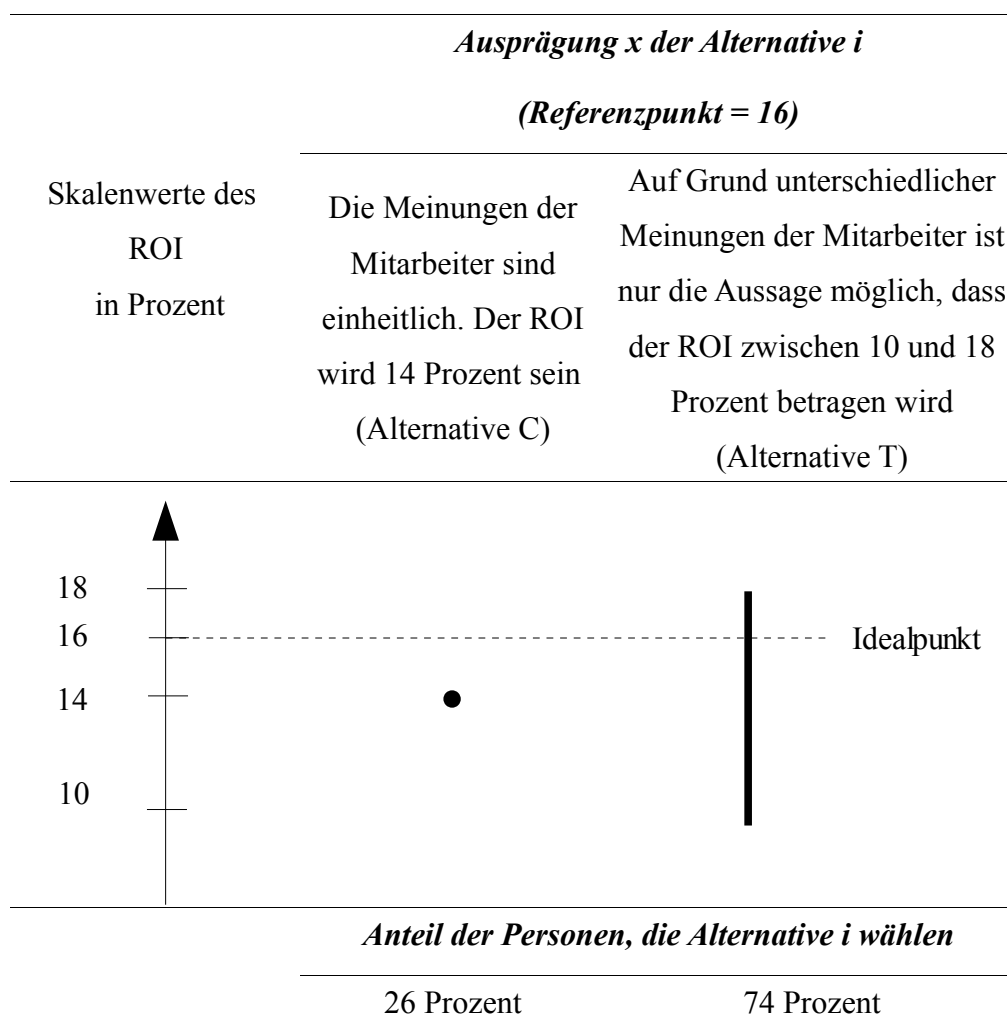 Ausprägung x der Alternative i
(Referenzpunkt = 16)
Skalenwerte des
ROI
in Prozent
Die Meinungen der
Mitarbeiter sind
einheitlich. Der ROI
wird 14 Prozent sein
(Alternative C)
Auf Grund unterschiedlicher
Meinungen der Mitarbeiter ist
nur die Aussage möglich, dass
der ROI zwischen 10 und 18
Prozent betragen wird
(Alternative T)
18
16
Idealpunkt
14
10
Anteil der Personen, die Alternative i wählen
26 Prozent
74 Prozent